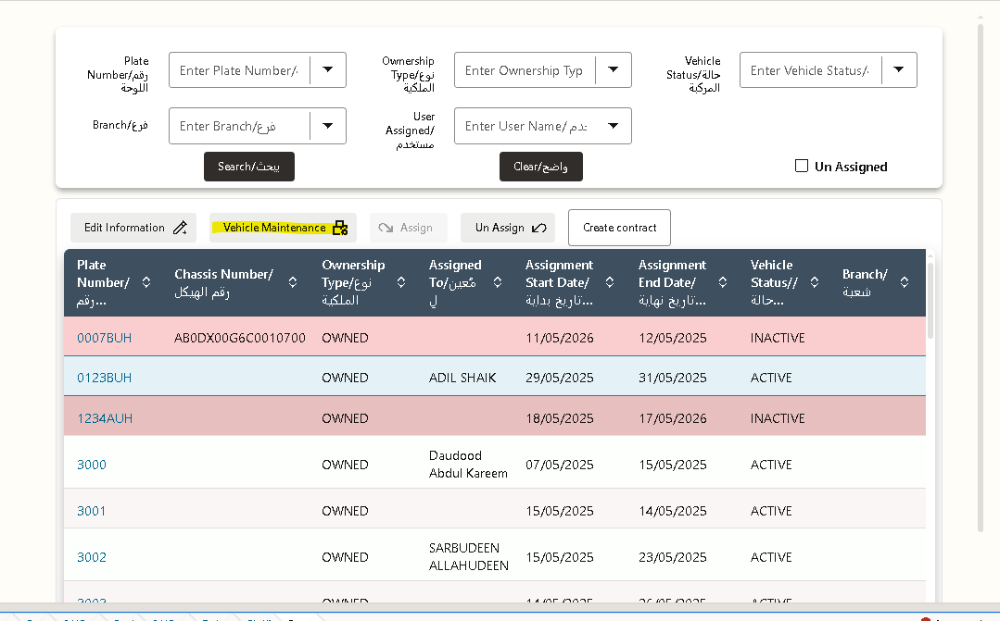 Plate
Number/رقم
اللوحة
Enter Plate Number/
Ownership
Type/نوع
الملكية
Enter Ownership Typ
Vehicle
Status/حالة
المركبة
Enter Vehicle Status/
Branch/فرع
Enter Branch/فرع
User
Assigned/
مستخدم
Enter User Name/
Search/يبحث
Clear/واضح
Un Assigned
Edit Information
Vehicle Maintenance
Assign
Un Assign
Create contract
Plate
Number/
رقم...
Chassis Number/
رقم الهيكل
Ownership
Type/نوع
الملكية
Assigned
To/مُعين
ل
Assignment
Start Date/
تاريخ بداية...
Assignment
End Date/
تاريخ نهاية...
Vehicle
Status//
حالة...
Branch/
شعبة
0007BUH AB0DX00G6C0010700 OWNED 11/05/2026 12/05/2025 INACTIVE
0123BUH OWNED ADIL SHAIK 29/05/2025 31/05/2025 ACTIVE
1234AUH OWNED 18/05/2025 17/05/2026 INACTIVE
3000 OWNED Daudood
Abdul Kareem 07/05/2025 15/05/2025 ACTIVE
3001 OWNED 15/05/2025 14/05/2025 ACTIVE
3002 OWNED SARBUDEEN
ALLAHUDEEN 15/05/2025 23/05/2025 ACTIVE